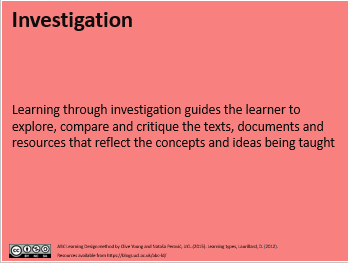 Investigation
Learning through investigation guides the learner to
explore, compare and critique the texts, documents and
resources that reflect the concepts and ideas being taught
ABC Learning Design method by Clive Young and Nataša Perović, UCL (2015). Learning types, Laurillard, D. (2012).
Resources available from https://blogs.ucl.ac.uk/abc-ld/